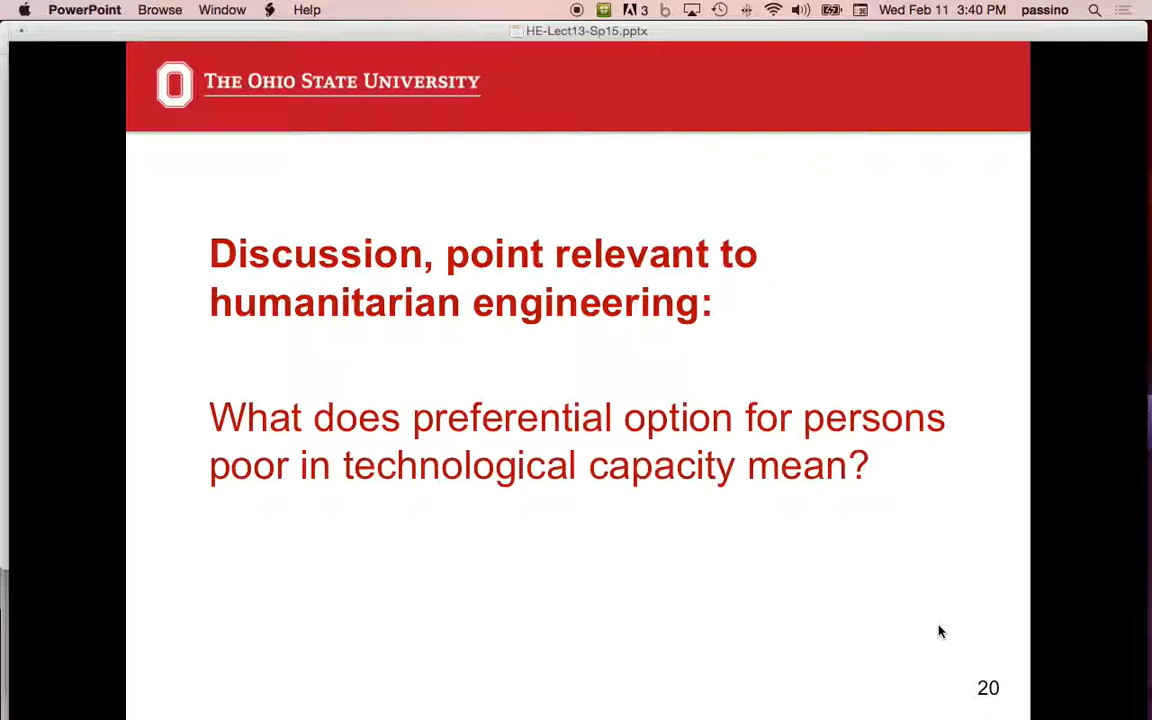 PowerPoint Browse Window Help 3 Wed Feb 11 3:40 PM passino
HE-Lect13-Sp15.pptx
THE OHIO STATE UNIVERSITY
Discussion, point relevant to
humanitarian engineering:
What does preferential option for persons
poor in technological capacity mean?
20